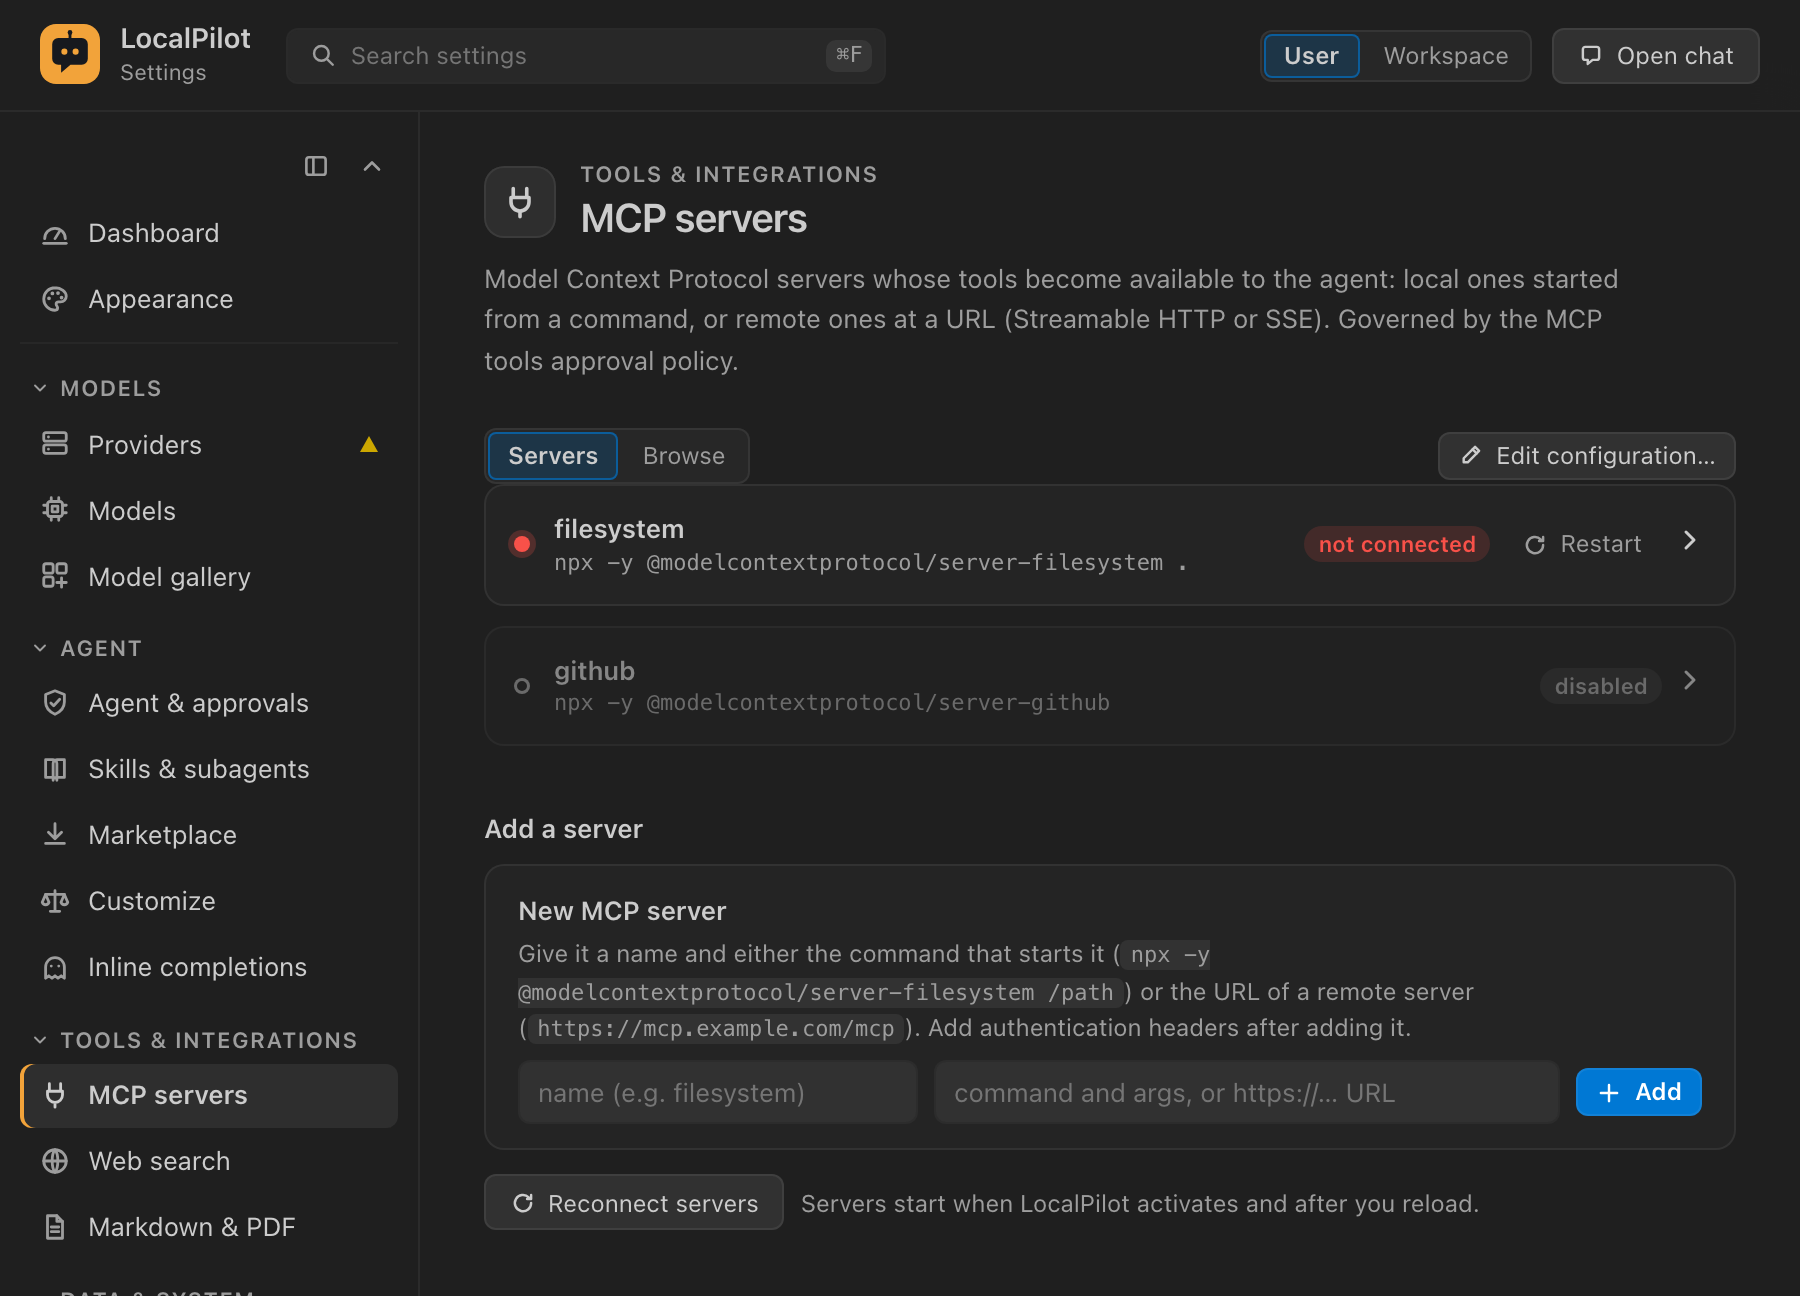 LocalPilot
Settings
Search settings
⌘F
User
Workspace
Open chat
Dashboard
Appearance
MODELS
Providers
Models
Model gallery
AGENT
Agent & approvals
Skills & subagents
Marketplace
Customize
Inline completions
TOOLS & INTEGRATIONS
MCP servers
Web search
Markdown & PDF
DATA & SYSTEM
TOOLS & INTEGRATIONS
MCP servers
Model Context Protocol servers whose tools become available to the agent: local ones started
from a command, or remote ones at a URL (Streamable HTTP or SSE). Governed by the MCP
tools approval policy.
Servers
Browse
Edit configuration...
filesystem
npx -y @modelcontextprotocol/server-filesystem .
not connected
Restart
github
npx -y @modelcontextprotocol/server-github
disabled
Add a server
New MCP server
Give it a name and either the command that starts it ( npx -y
@modelcontextprotocol/server-filesystem /path ) or the URL of a remote server
( https://mcp.example.com/mcp ). Add authentication headers after adding it.
name (e.g. filesystem)
command and args, or https://... URL
Add
Reconnect servers
Servers start when LocalPilot activates and after you reload.